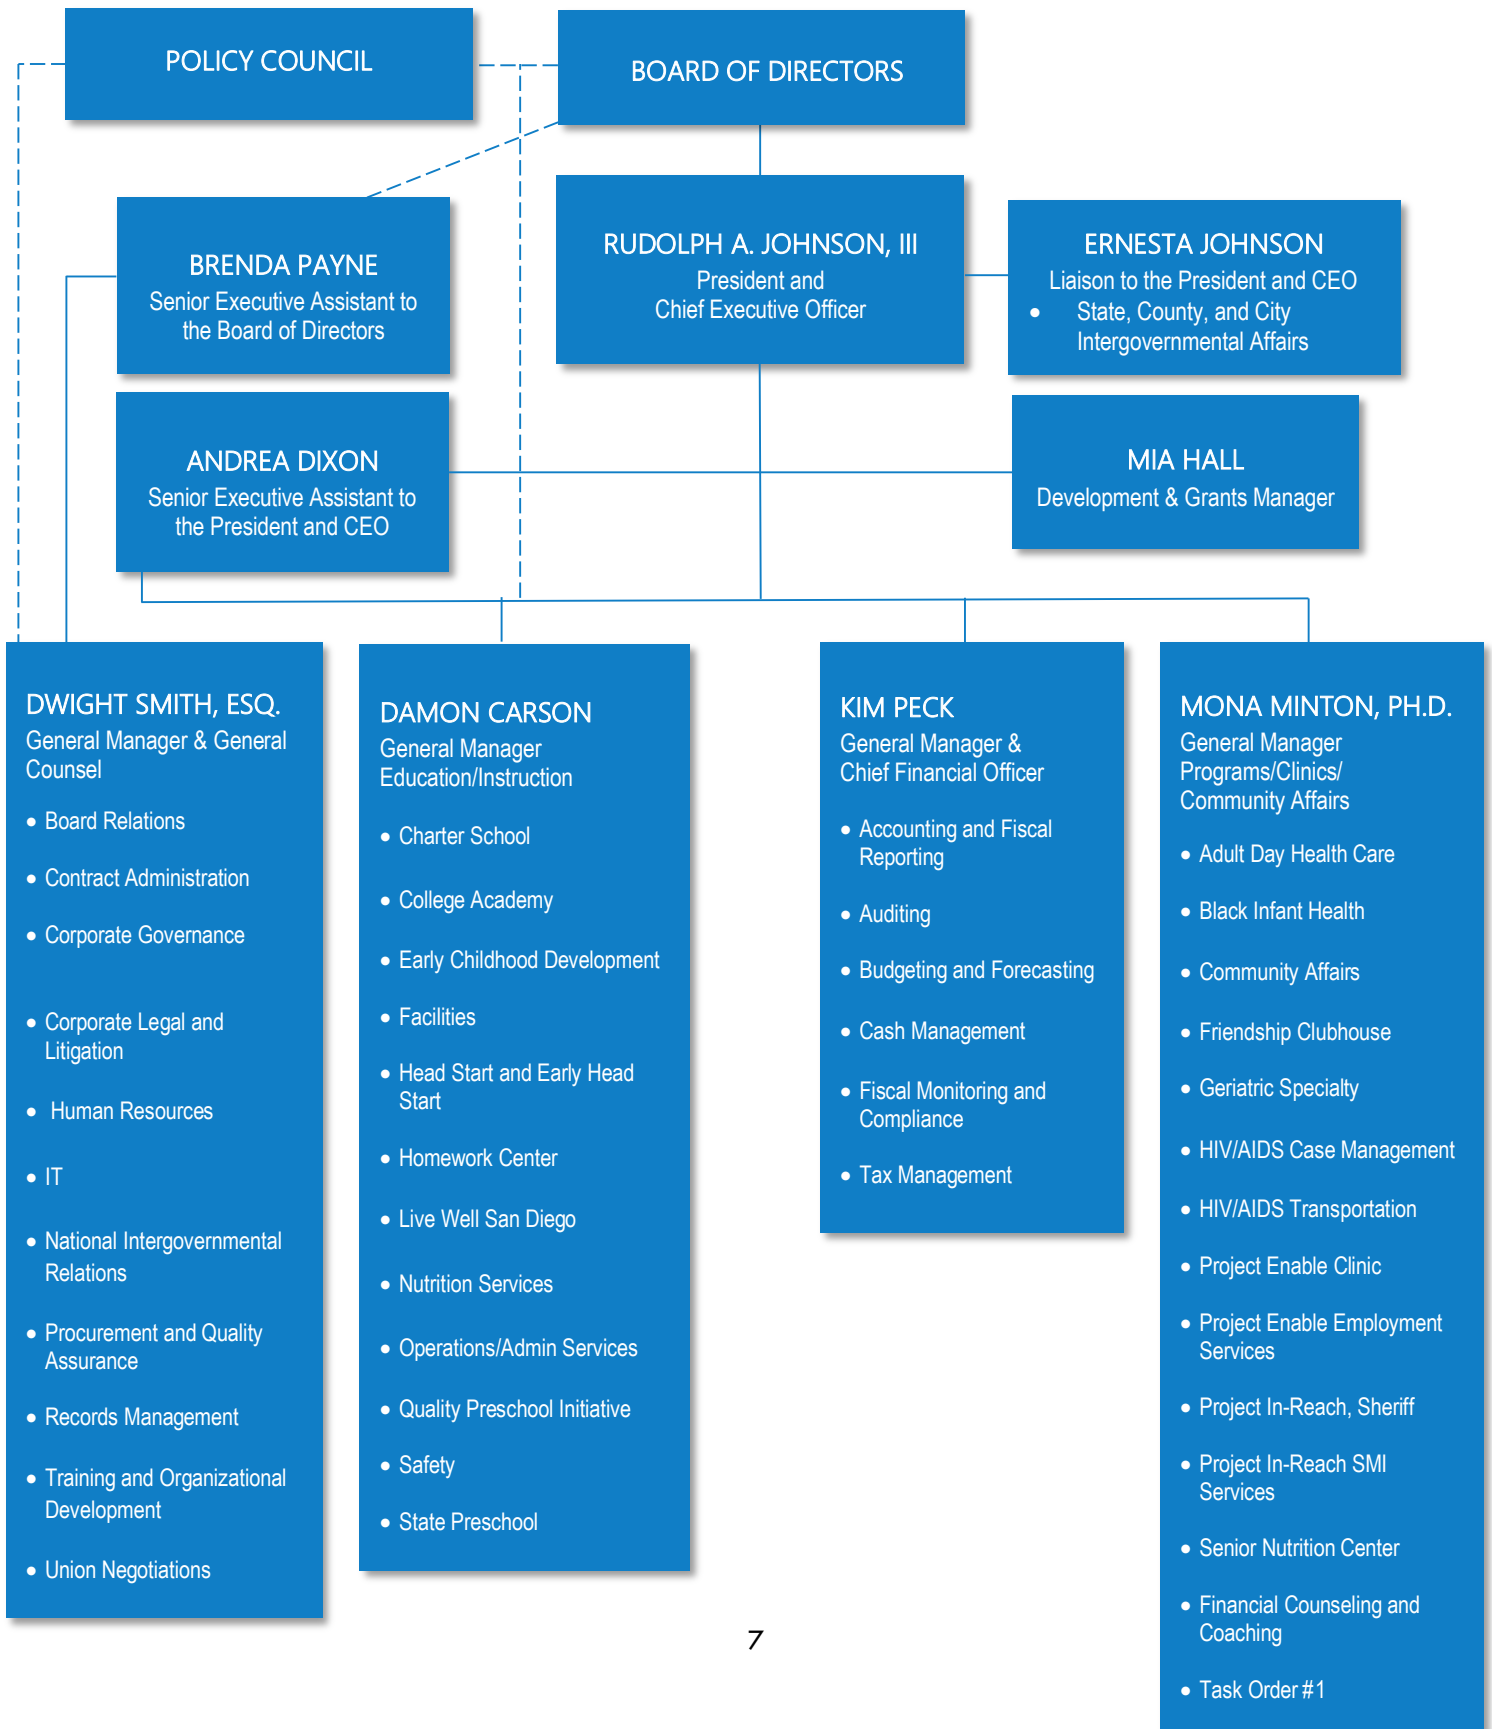 POLICY COUNCIL
BOARD OF DIRECTORS
BRENDA PAYNE
Senior Executive Assistant to
the Board of Directors
RUDOLPH A. JOHNSON, III
President and
Chief Executive Officer
ERNESTA JOHNSON
Liaison to the President and CEO
• State, County, and City
Intergovernmental Affairs
ANDREA DIXON
Senior Executive Assistant to
the President and CEO
MIA HALL
Development & Grants Manager
DWIGHT SMITH, ESQ.
General Manager & General
Counsel
• Board Relations
• Contract Administration
• Corporate Governance
• Corporate Legal and
Litigation
• Human Resources
• IT
• National Intergovernmental
Relations
• Procurement and Quality
Assurance
• Records Management
• Training and Organizational
Development
• Union Negotiations
DAMON CARSON
General Manager
Education/Instruction
• Charter School
• College Academy
• Early Childhood Development
• Facilities
• Head Start and Early Head
Start
• Homework Center
• Live Well San Diego
• Nutrition Services
• Operations/Admin Services
• Quality Preschool Initiative
• Safety
• State Preschool
KIM PECK
General Manager &
Chief Financial Officer
• Accounting and Fiscal
Reporting
• Auditing
• Budgeting and Forecasting
• Cash Management
• Fiscal Monitoring and
Compliance
• Tax Management
MONA MINTON, PH.D.
General Manager
Programs/Clinics/
Community Affairs
• Adult Day Health Care
• Black Infant Health
• Community Affairs
• Friendship Clubhouse
• Geriatric Specialty
• HIV/AIDS Case Management
• HIV/AIDS Transportation
• Project Enable Clinic
• Project Enable Employment
Services
• Project In-Reach, Sheriff
• Project In-Reach SMI
Services
• Senior Nutrition Center
• Financial Counseling and
Coaching
• Task Order #1
7